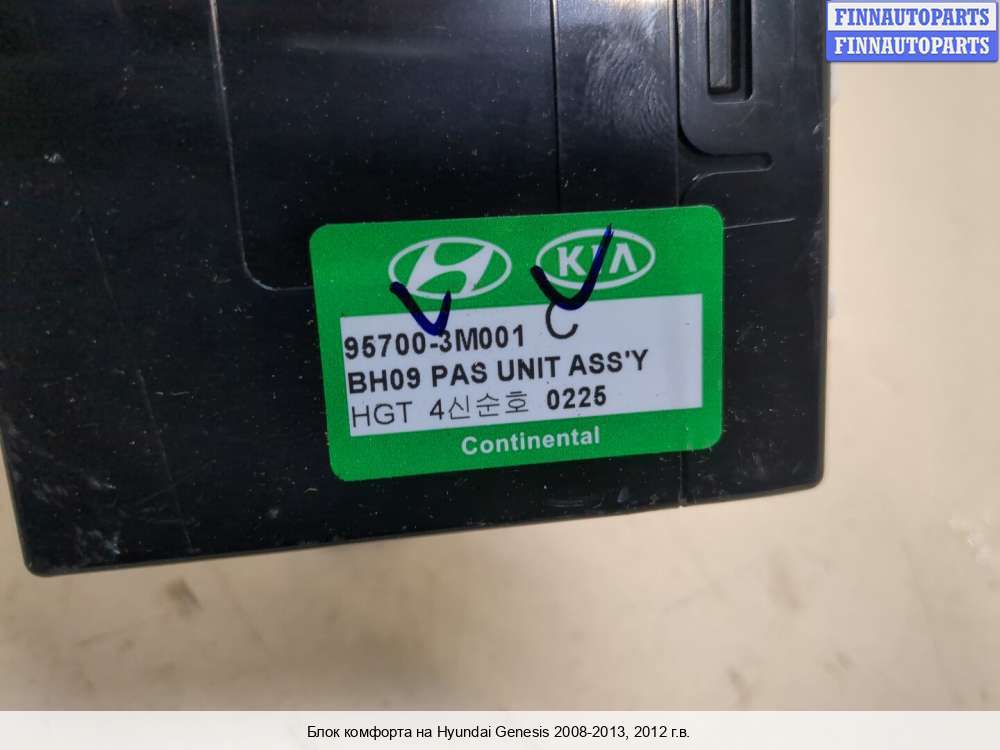 FINNAUTOPARTS
FINNAUTOPARTS
KIA
C
95700-3M001
BH09 PAS UNIT ASS'Y
HGT 4신순호 0225
Continental
Блок комфорта на Hyundai Genesis 2008-2013, 2012 г.в.